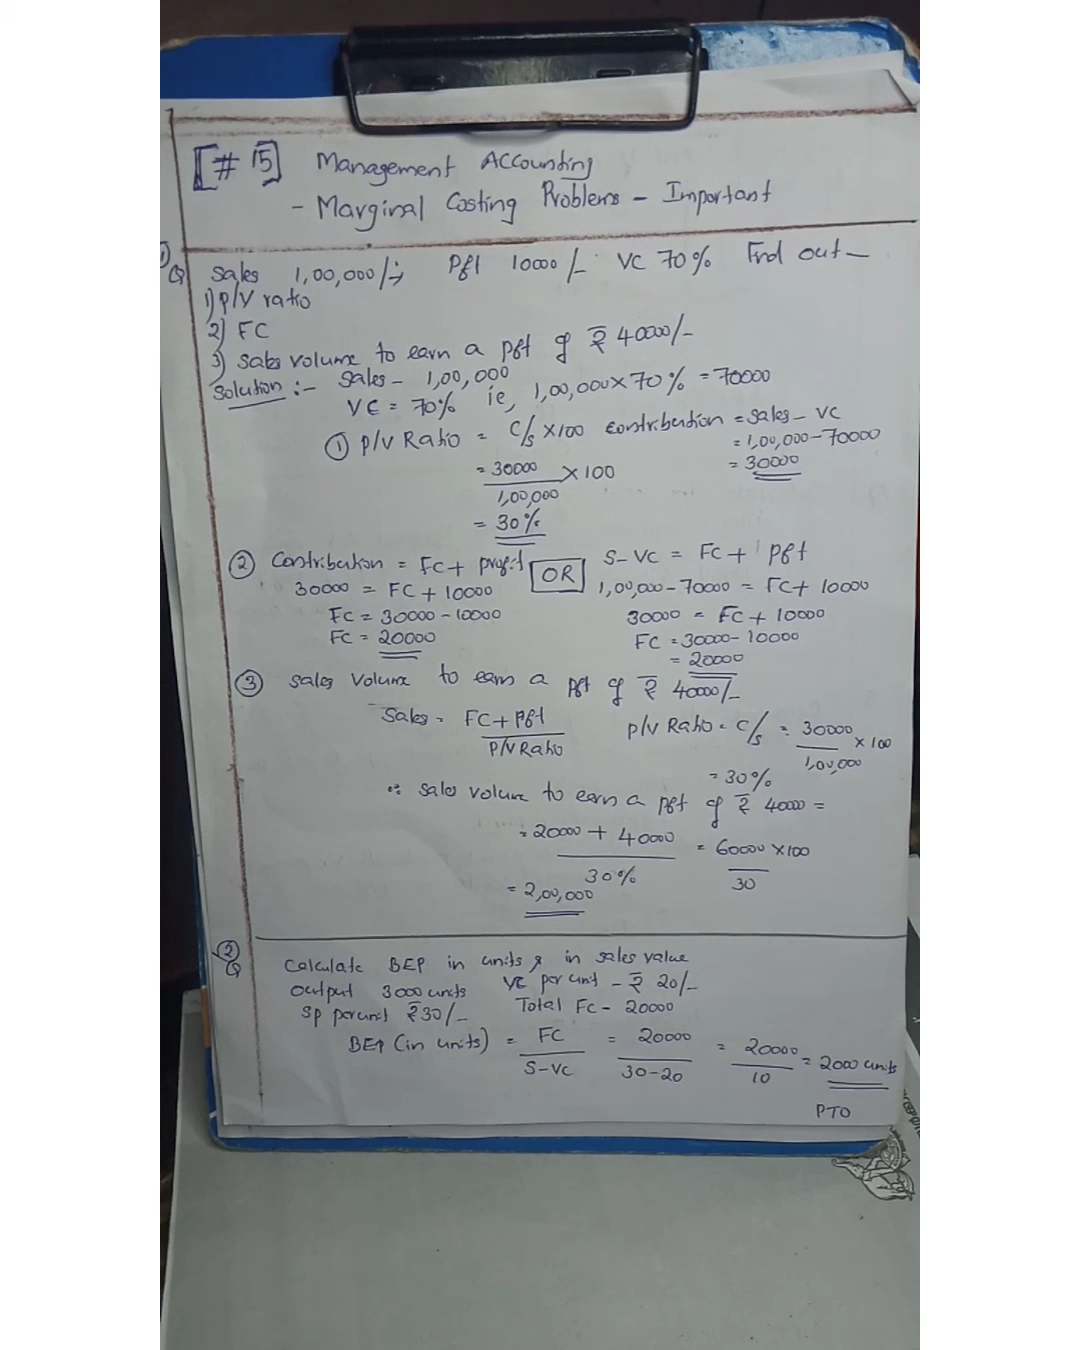 [# 15] Management Accounting
- Marginal Costing Problems - Important
1) Q Sales 1,00,000/-; Pft 10000/- VC 70% Find out -
1) P/V ratio
2) FC
3) Sales volume to earn a pft of ₹ 40000/-
Solution :- Sales - 1,00,000
VC = 70% ie, 1,00,000 x 70% = 70000
① P/V Ratio = C/S x 100 Contribution = Sales - VC
= 30000 / 1,00,000 x 100 = 1,00,000 - 70000
= 30%  = 30000
② Contribution = FC + profit OR S - VC = FC + Pft
30000 = FC + 10000 1,00,000 - 70000 = FC + 10000
FC = 30000 - 10000 30000 = FC + 10000
FC = 20000 FC = 30000 - 10000
= 20000
③ Sales Volume to earn a pft of ₹ 40000/-
Sales = FC + Pft / P/V Ratio P/V Ratio = C/S = 30000 / 1,00,000 x 100
= 30%
∴ Sales volume to earn a pft of ₹ 40000 =
= 20000 + 40000 / 30% = 60000 x 100 / 30
= 2,00,000
2) Q Calculate BEP in units & in sales value
Output 3000 units VC per unit - ₹ 20/-
Sp per unit ₹30/- Total FC - 20000
BEP (in units) = FC / S-VC = 20000 / 30-20 = 20000 / 10 = 2000 units
PTO